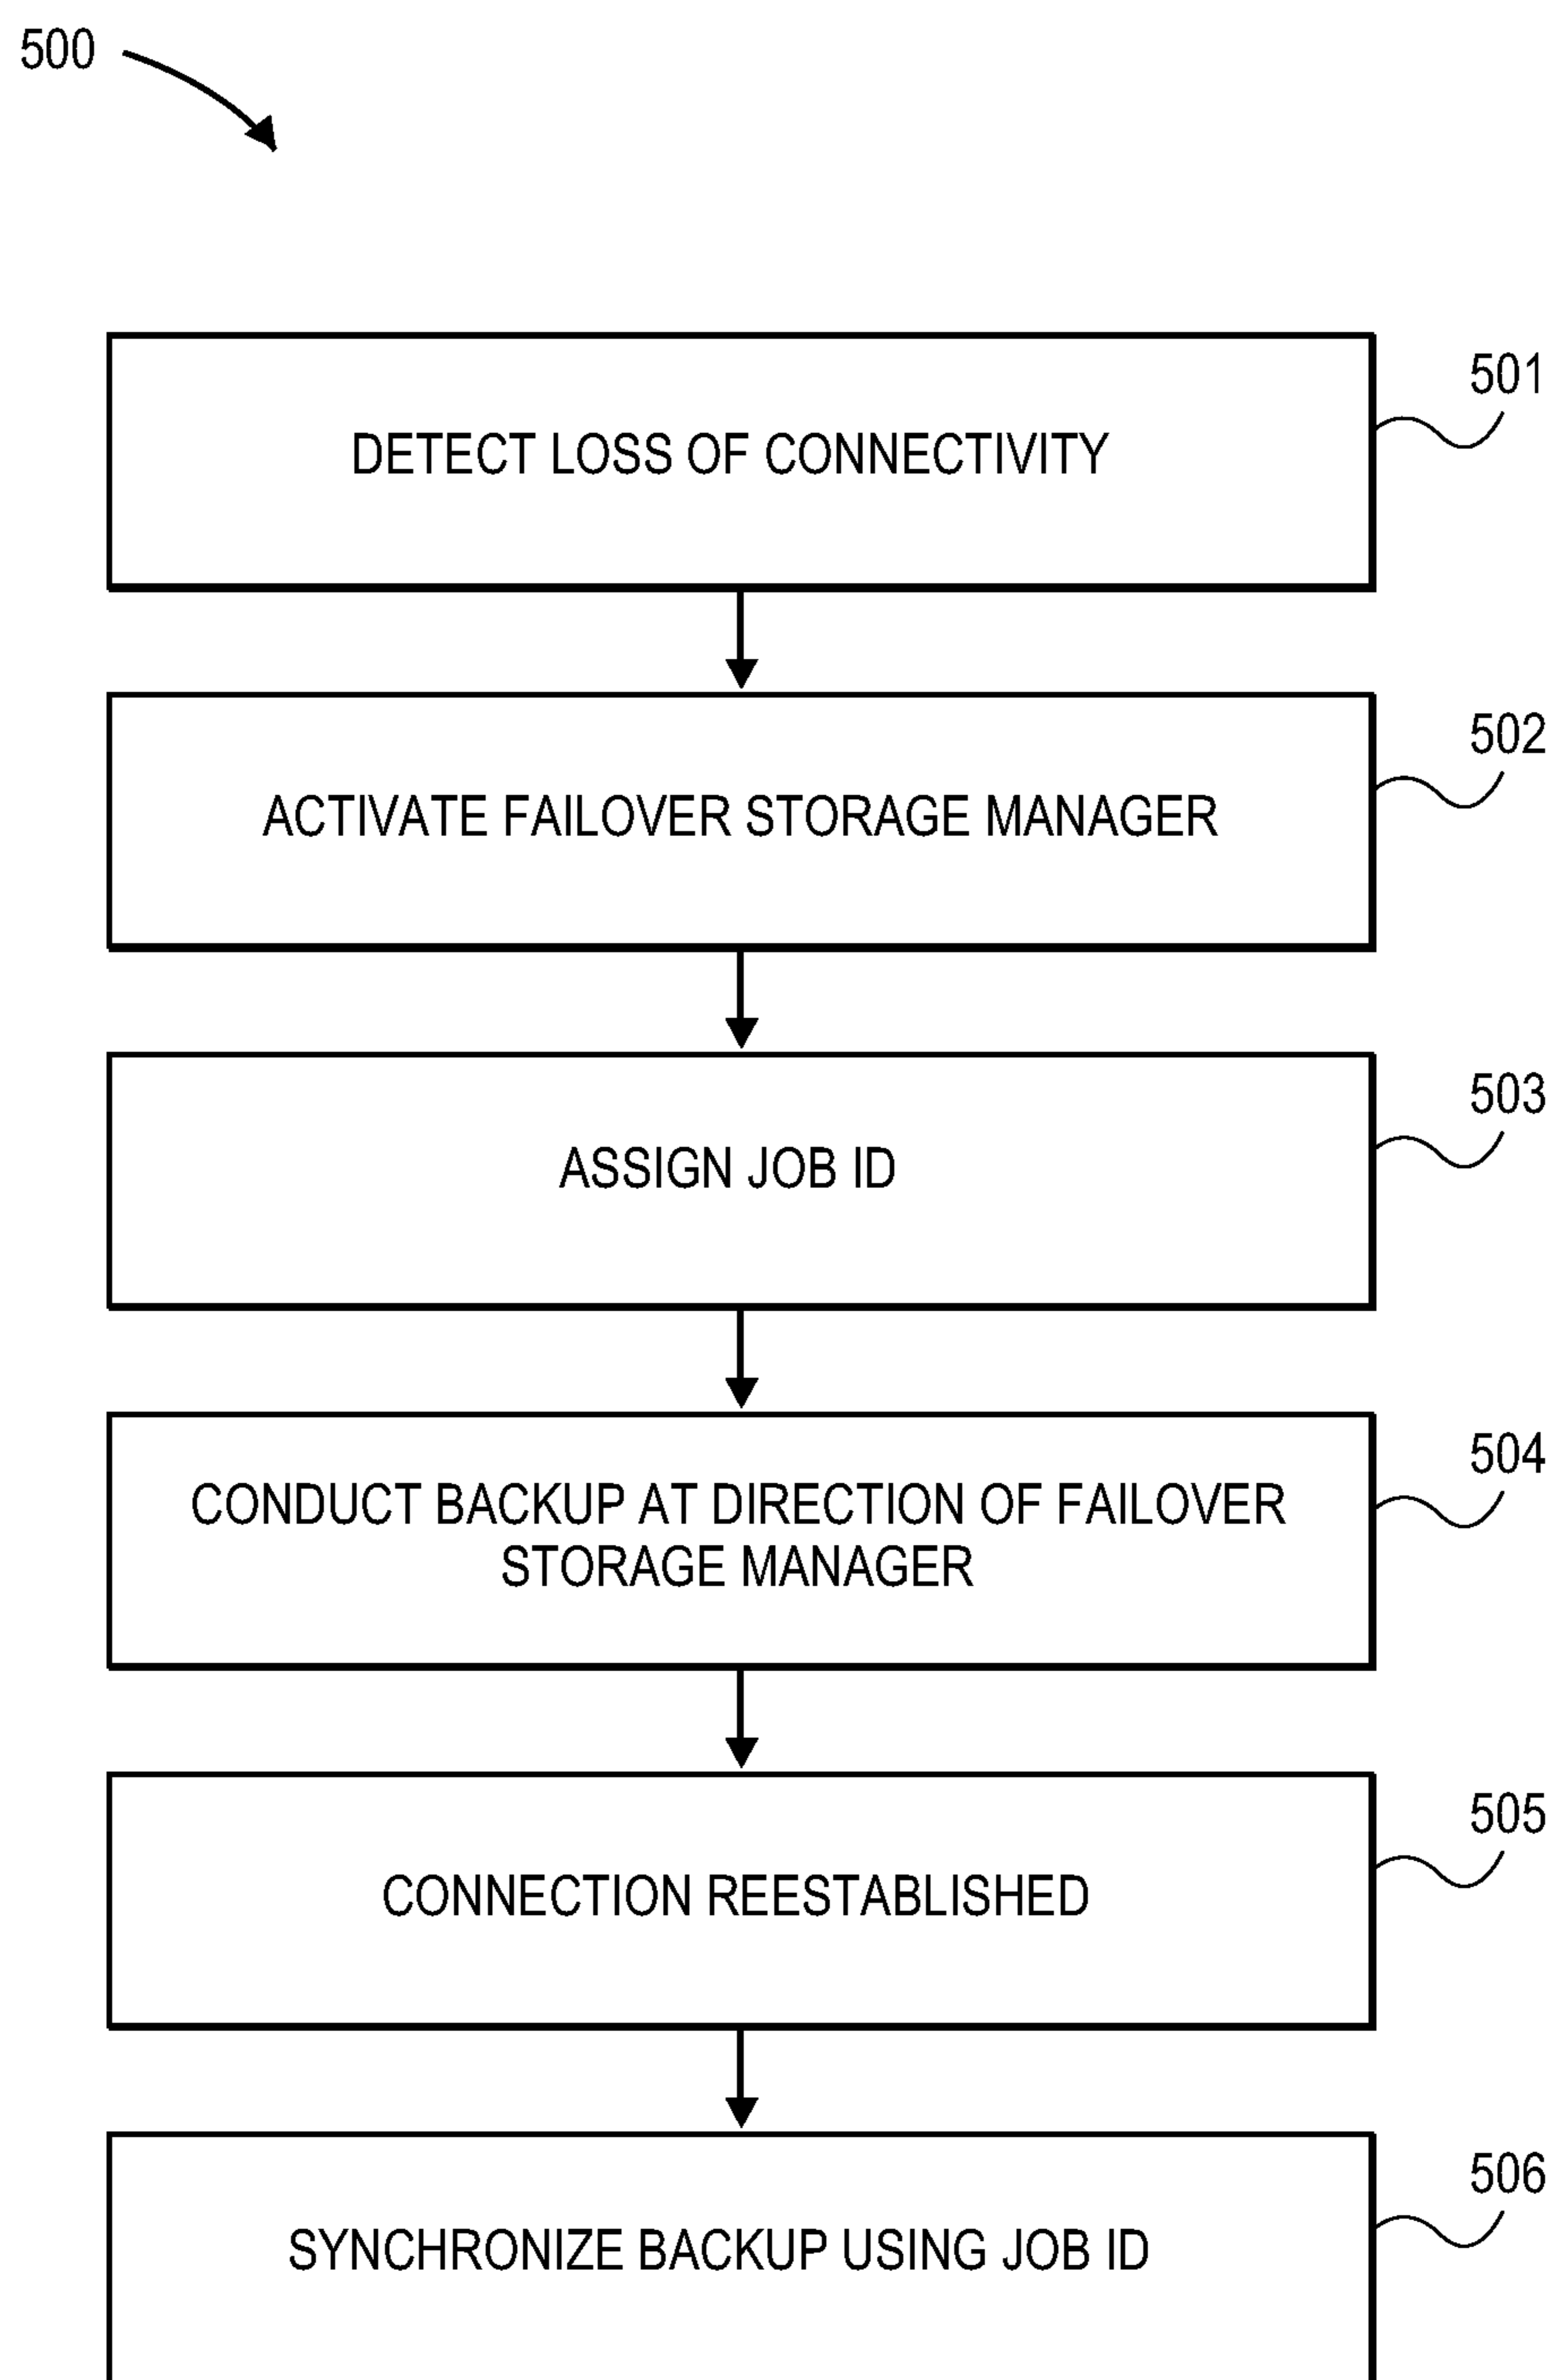 500
501
DETECT LOSS OF CONNECTIVITY
502
ACTIVATE FAILOVER STORAGE MANAGER
503
ASSIGN JOB ID
504
CONDUCT BACKUP AT DIRECTION OF FAILOVER
STORAGE MANAGER
505
CONNECTION REESTABLISHED
506
SYNCHRONIZE BACKUP USING JOB ID